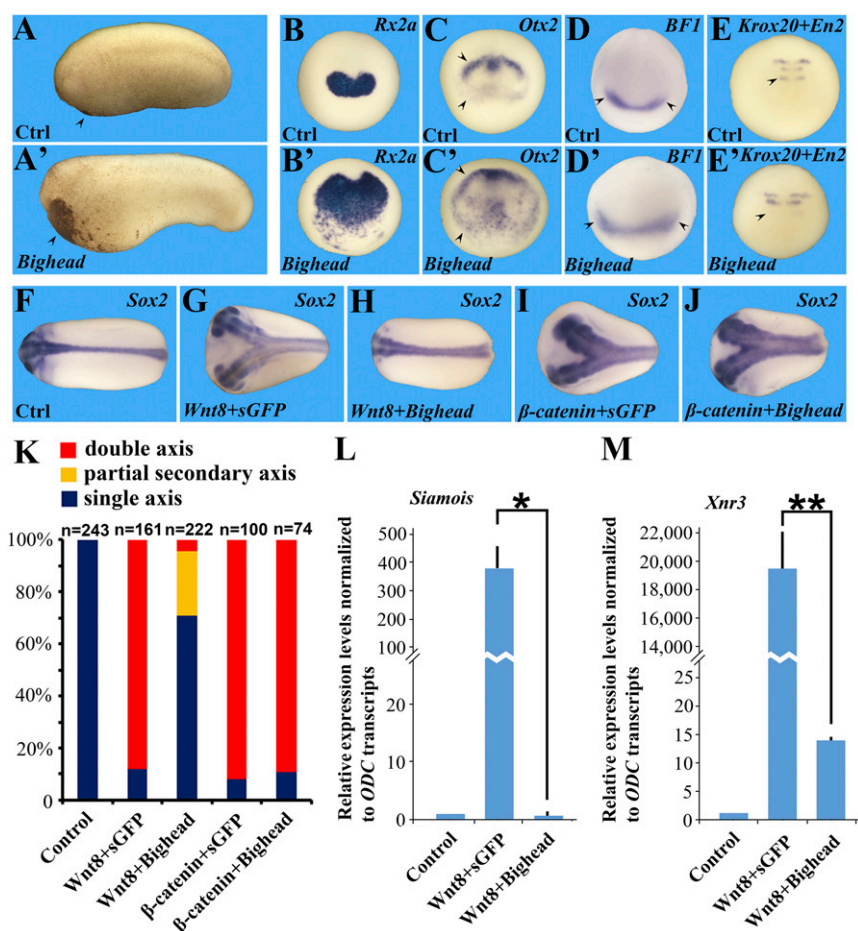 A
Ctrl
A'
Bighead
B
Rx2a
Ctrl
C
Otx2
Ctrl
D
BF1
Ctrl
E
Krox20+En2
Ctrl
B'
Rx2a
Bighead
C'
Otx2
Bighead
D'
BF1
Bighead
E'
Krox20+En2
Bighead
F
Sox2
Ctrl
G
Sox2
Wnt8+sGFP
H
Sox2
Wnt8+Bighead
I
Sox2
β-catenin+sGFP
J
Sox2
β-catenin+Bighead
K
double axis
partial secondary axis
single axis
n=243 n=161 n=222 n=100 n=74
100%
80%
60%
40%
20%
0
Control
Wnt8+sGFP
Wnt8+Bighead
β-catenin+sGFP
β-catenin+Bighead
L
Siamois
*
Relative expression levels normalized
to ODC transcripts
500
400
300
200
100
20
10
0
Control
Wnt8+sGFP
Wnt8+Bighead
M
Xnr3
**
Relative expression levels normalized
to ODC transcripts
22,000
20,000
18,000
16,000
14,000
15
15
10
5
0
Control
Wnt8+sGFP
Wnt8+Bighead